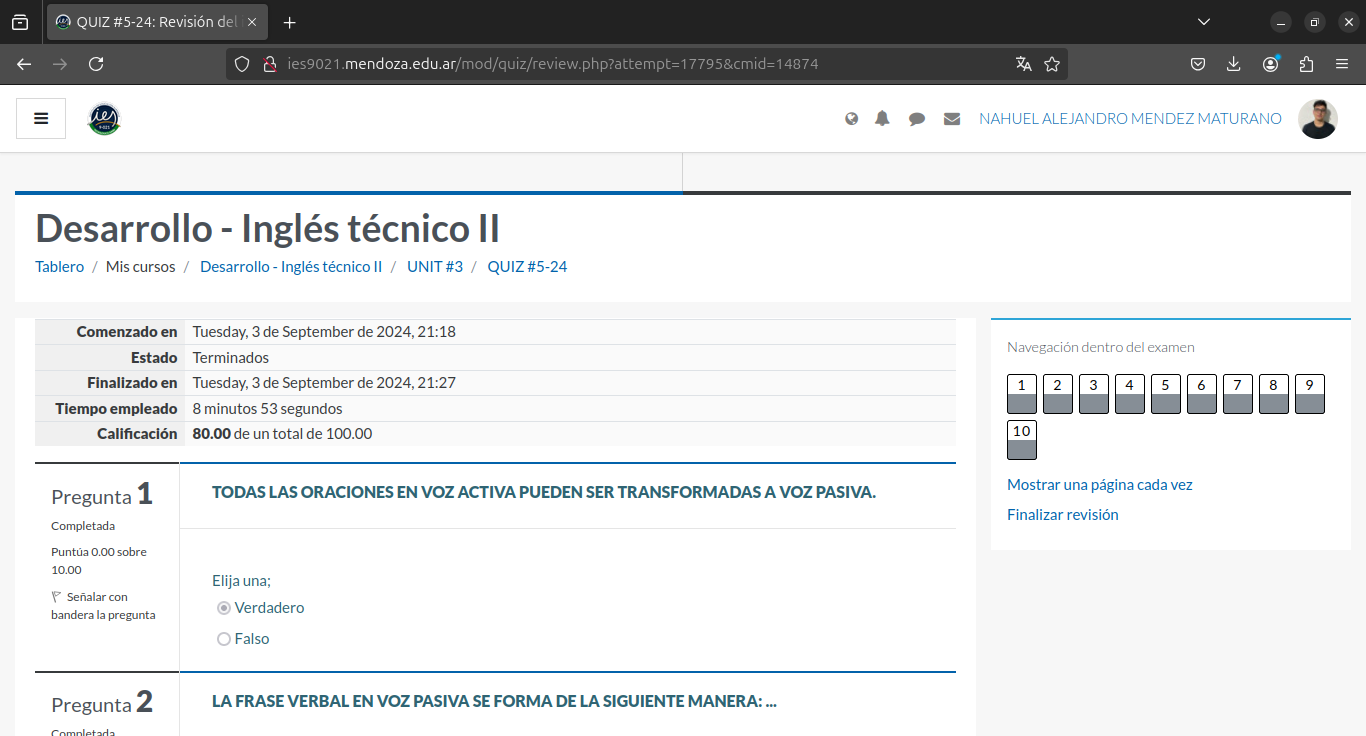 QUIZ #5-24: Revisión del
ies9021.mendoza.edu.ar/mod/quiz/review.php?attempt=17795&cmid=14874
ies
9-021
NAHUEL ALEJANDRO MENDEZ MATURANO
Desarrollo - Inglés técnico II
Tablero / Mis cursos / Desarrollo - Inglés técnico II / UNIT #3 / QUIZ #5-24
Comenzado en Tuesday, 3 de September de 2024, 21:18
Estado Terminados
Finalizado en Tuesday, 3 de September de 2024, 21:27
Tiempo empleado 8 minutos 53 segundos
Calificación 80.00 de un total de 100.00
Navegación dentro del examen
1 2 3 4 5 6 7 8 9
10
Mostrar una página cada vez
Finalizar revisión
Pregunta 1
Completada
Puntúa 0.00 sobre
10.00
Señalar con
bandera la pregunta
TODAS LAS ORACIONES EN VOZ ACTIVA PUEDEN SER TRANSFORMADAS A VOZ PASIVA.
Elija una;
Verdadero
Falso
Pregunta 2
Completada
LA FRASE VERBAL EN VOZ PASIVA SE FORMA DE LA SIGUIENTE MANERA: ...